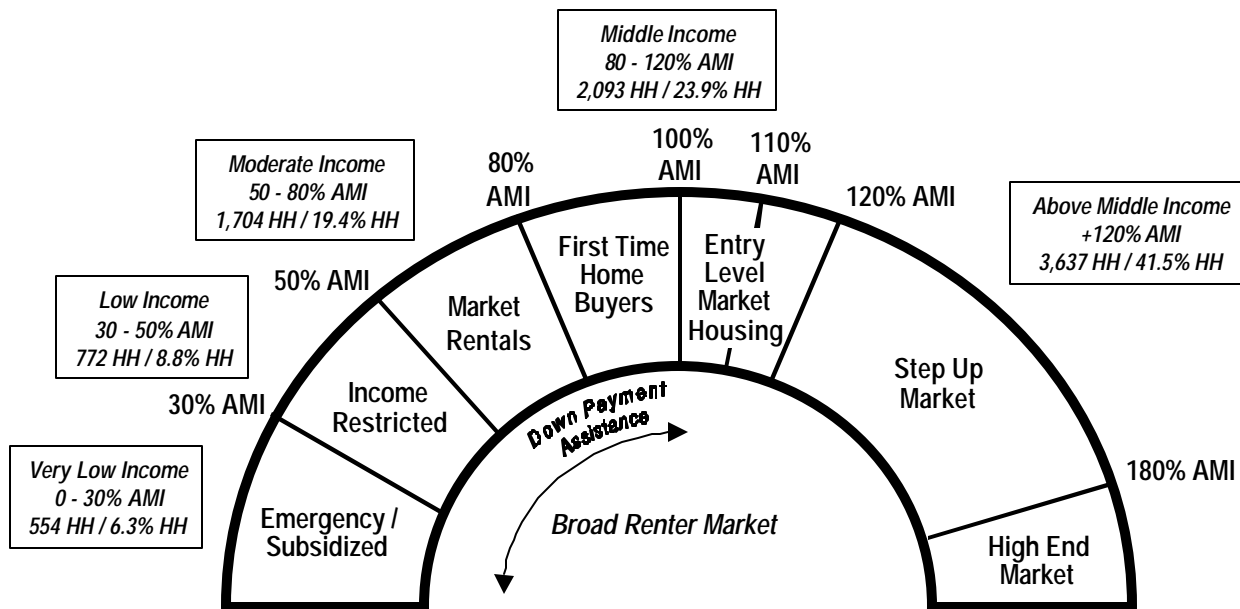 Middle Income
80 - 120% AMI
2,093 HH / 23.9% HH
Moderate Income
50 - 80% AMI
1,704 HH / 19.4% HH
80%
AMI
100%
AMI
110%
AMI
120% AMI
Above Middle Income
+120% AMI
3,637 HH / 41.5% HH
Low Income
30 - 50% AMI
772 HH / 8.8% HH
50% AMI
30% AMI
Very Low Income
0 - 30% AMI
554 HH / 6.3% HH
180% AMI
Emergency /
Subsidized
Income
Restricted
Market
Rentals
First Time
Home
Buyers
Entry
Level
Market
Housing
Step Up
Market
High End
Market
Down Payment
Assistance
Broad Renter Market